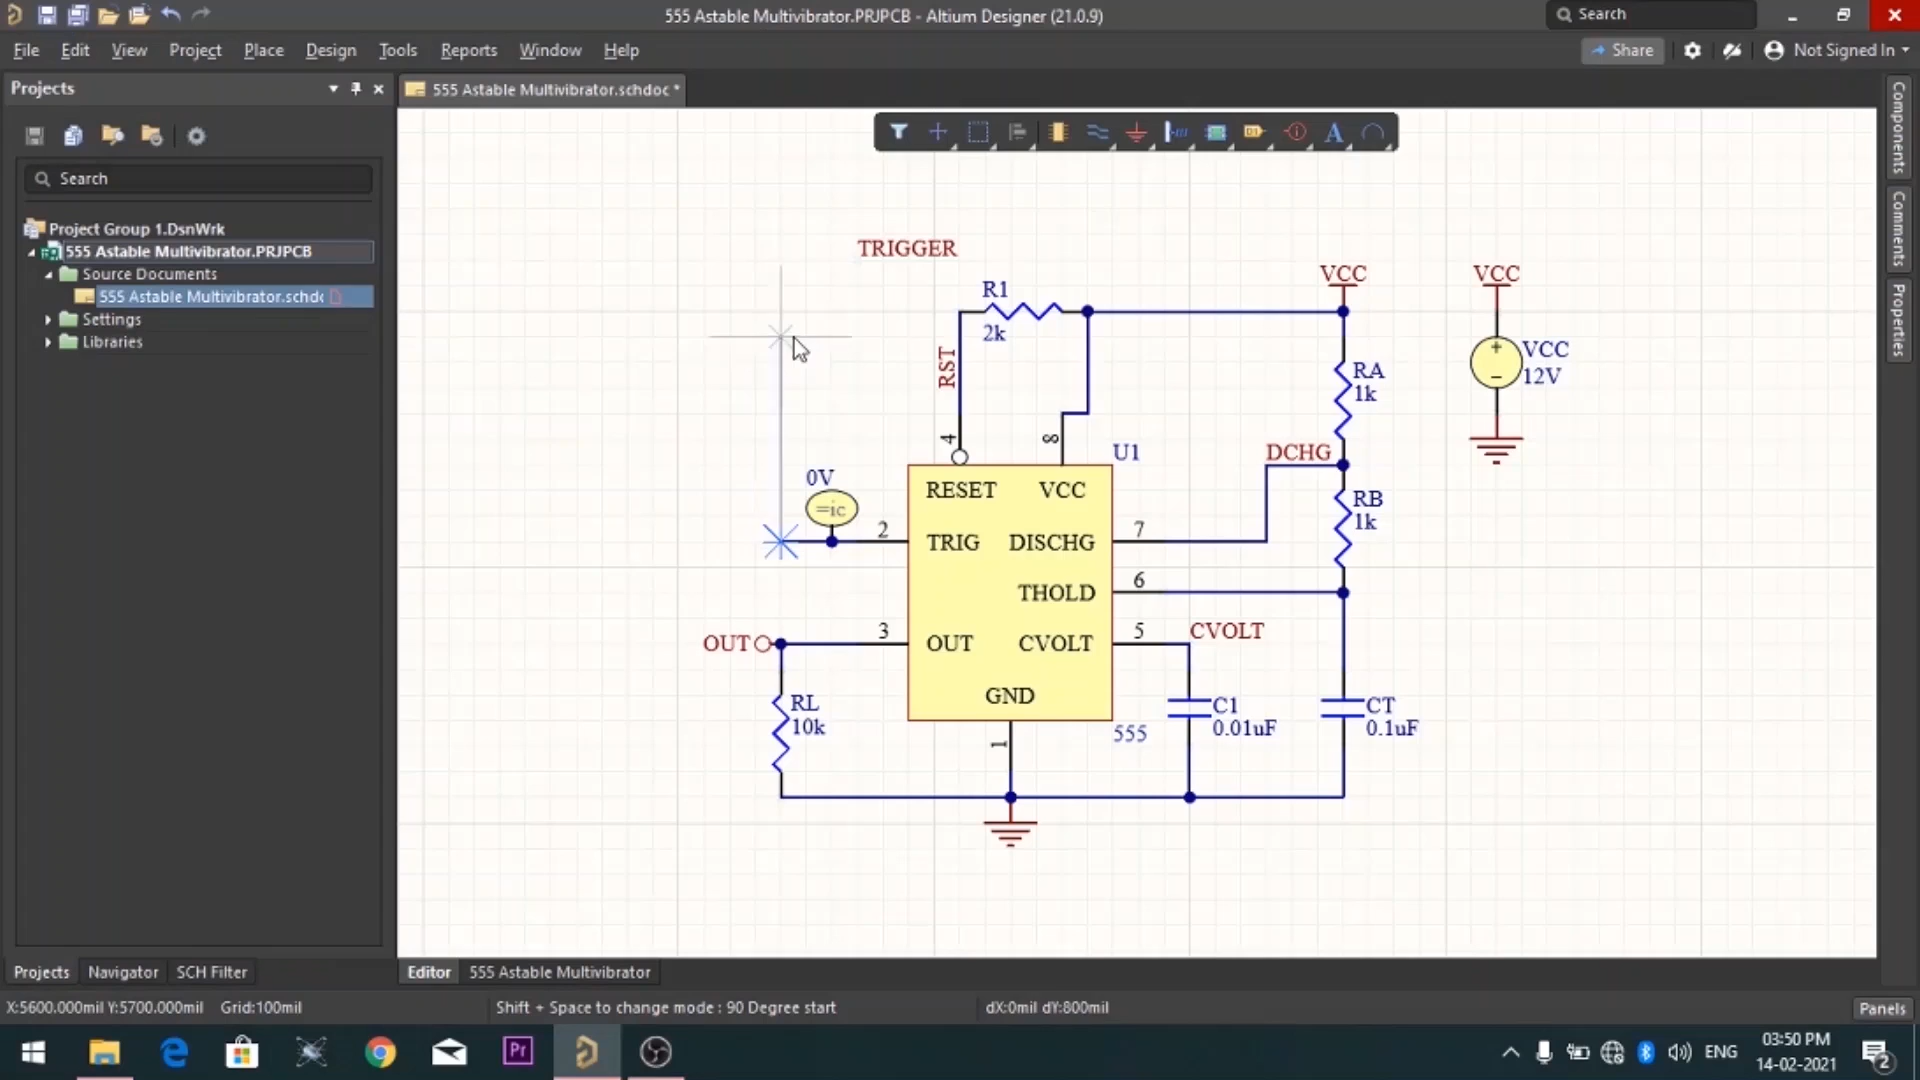 555 Astable Multivibrator.PRJPCB - Altium Designer (21.0.9)
Search
File Edit View Project Place Design Tools Reports Window Help
Share
Not Signed In
Projects
555 Astable Multivibrator.schdoc *
Components
Comments
Properties
Search
Project Group 1.DsnWrk
555 Astable Multivibrator.PRJPCB
Source Documents
555 Astable Multivibrator.schdc
Settings
Libraries
TRIGGER
R1
2k
RST
VCC
VCC
VCC
12V
RA
1k
4
8
U1
DCHG
RB
1k
0V
=ic
RESET VCC
2 TRIG DISCHG 7
THOLD 6
OUT 3 OUT CVOLT 5 CVOLT
GND
RL
10k
1
555
C1
0.01uF
CT
0.1uF
Projects Navigator SCH Filter
Editor 555 Astable Multivibrator
X:5600.000mil Y:5700.000mil Grid:100mil
Shift + Space to change mode : 90 Degree start
dX:0mil dY:800mil
Panels
Pr
ENG
03:50 PM
14-02-2021
2